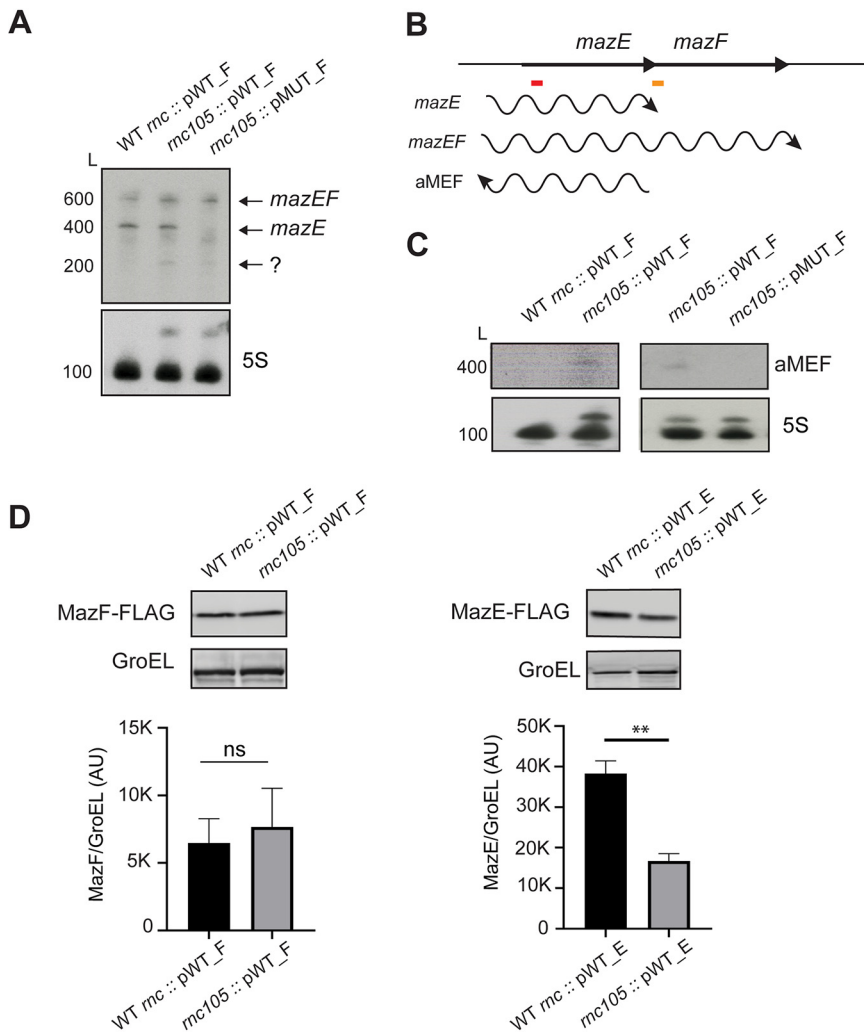 A
WT rnc :: pWT_F
rnc105 :: pWT_F
rnc105 :: pMUT_F
L
600
mazEF
400
mazE
200
?
100
5S
B
mazE
mazF
mazE
mazEF
aMEF
C
WT rnc :: pWT_F
rnc105 :: pWT_F
rnc105 :: pWT_F
rnc105 :: pMUT_F
L
400
aMEF
100
5S
D
WT rnc :: pWT_F
rnc105 :: pWT_F
MazF-FLAG
GroEL
15K
10K
5K
0
MazF/GroEL (AU)
ns
WT rnc :: pWT_F
rnc105 :: pWT_F
WT rnc :: pWT_E
rnc105 :: pWT_E
MazE-FLAG
GroEL
50K
40K
30K
20K
10K
0
MazE/GroEL (AU)
**
WT rnc :: pWT_E
rnc105 :: pWT_E